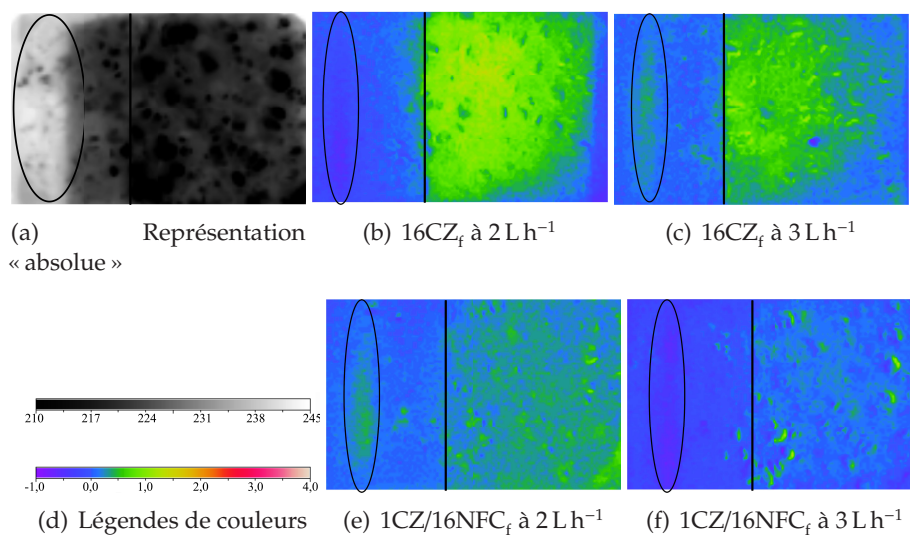 (a) Représentation
« absolue »
(b) 16CZf à 2 L h⁻¹
(c) 16CZf à 3 L h⁻¹
210 217 224 231 238 245
-1,0 0,0 1,0 2,0 3,0 4,0
(d) Légendes de couleurs
(e) 1CZ/16NFCf à 2 L h⁻¹
(f) 1CZ/16NFCf à 3 L h⁻¹